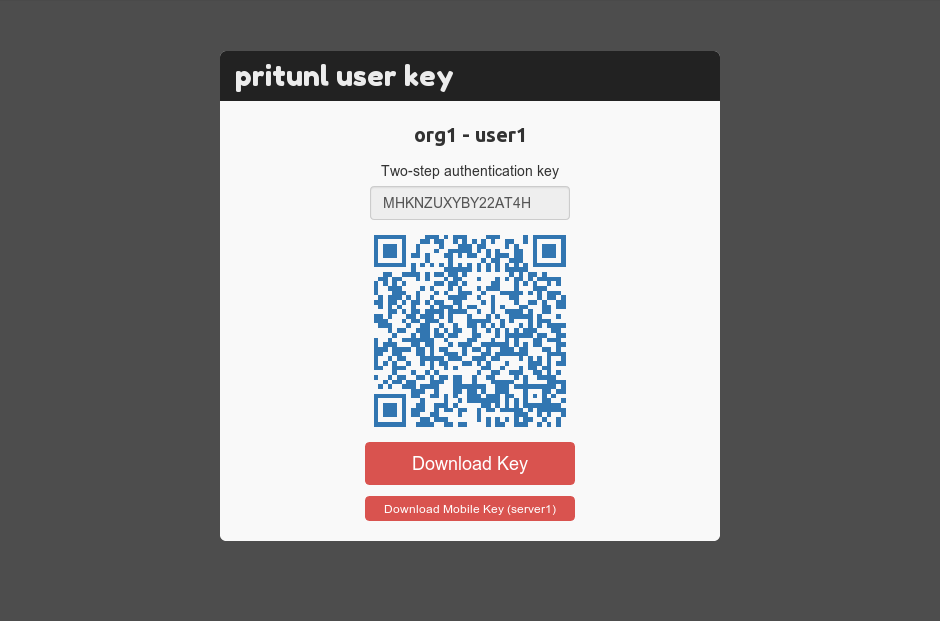 pritunl user key
org1 - user1
Two-step authentication key
MHKNZUXYBY22AT4H
Download Key
Download Mobile Key (server1)